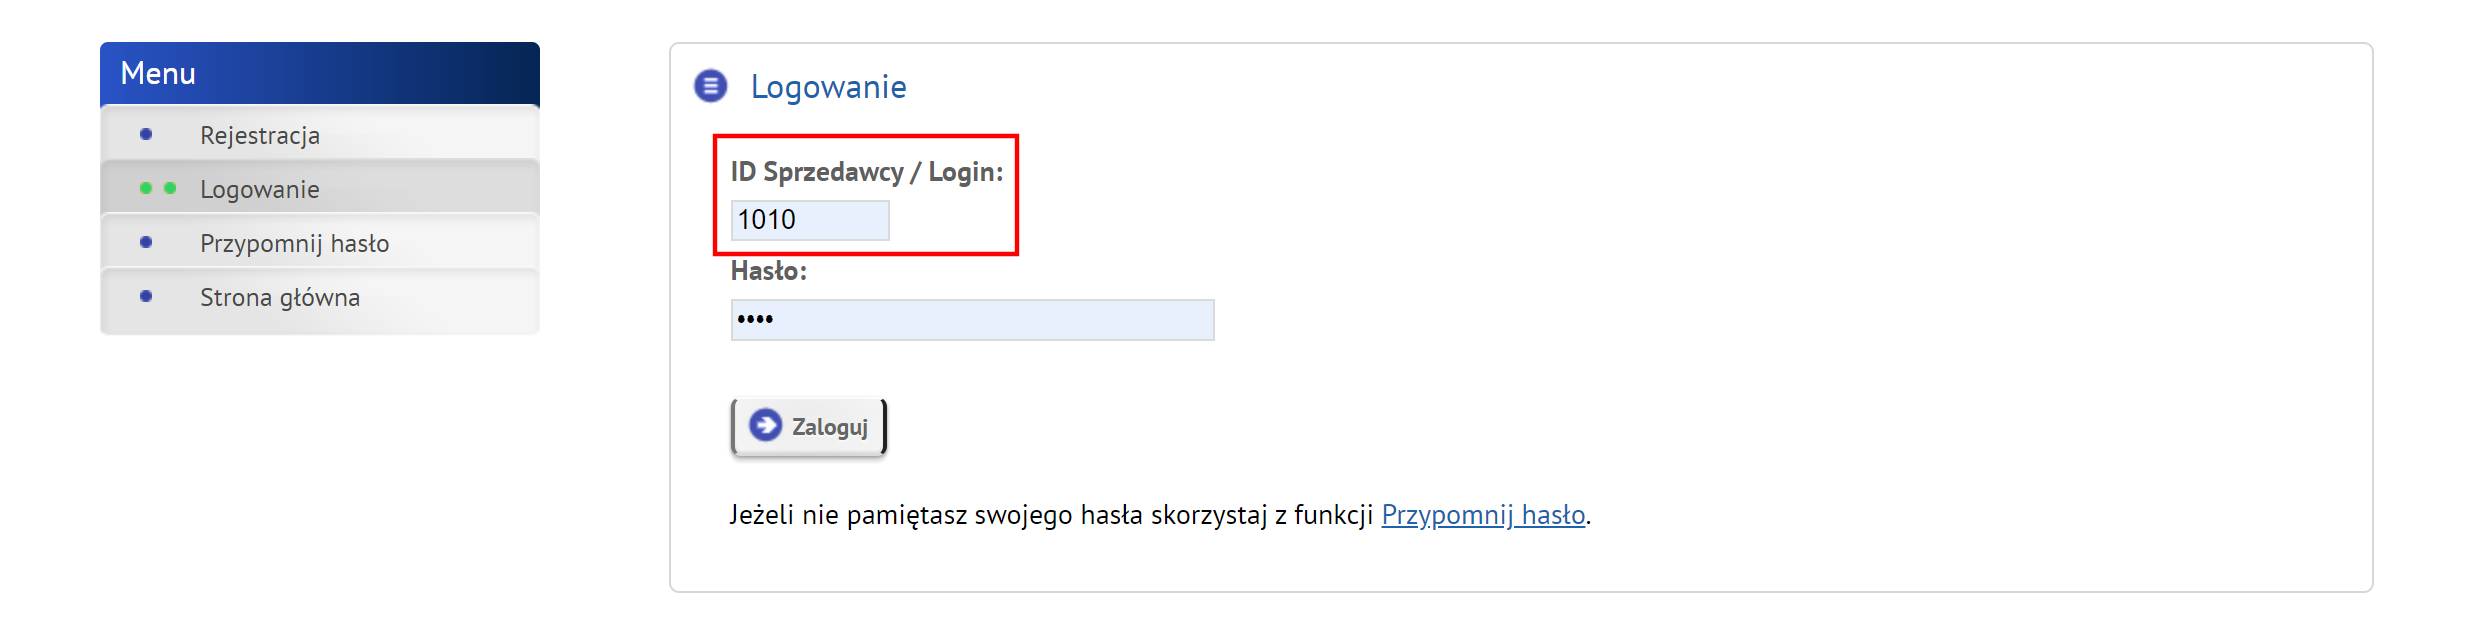 Menu
Rejestracja
Logowanie
Przypomnij hasło
Strona główna
Logowanie
ID Sprzedawcy / Login:
1010
Hasło:
••••
Zaloguj
Jeżeli nie pamiętasz swojego hasła skorzystaj z funkcji Przypomnij hasło.